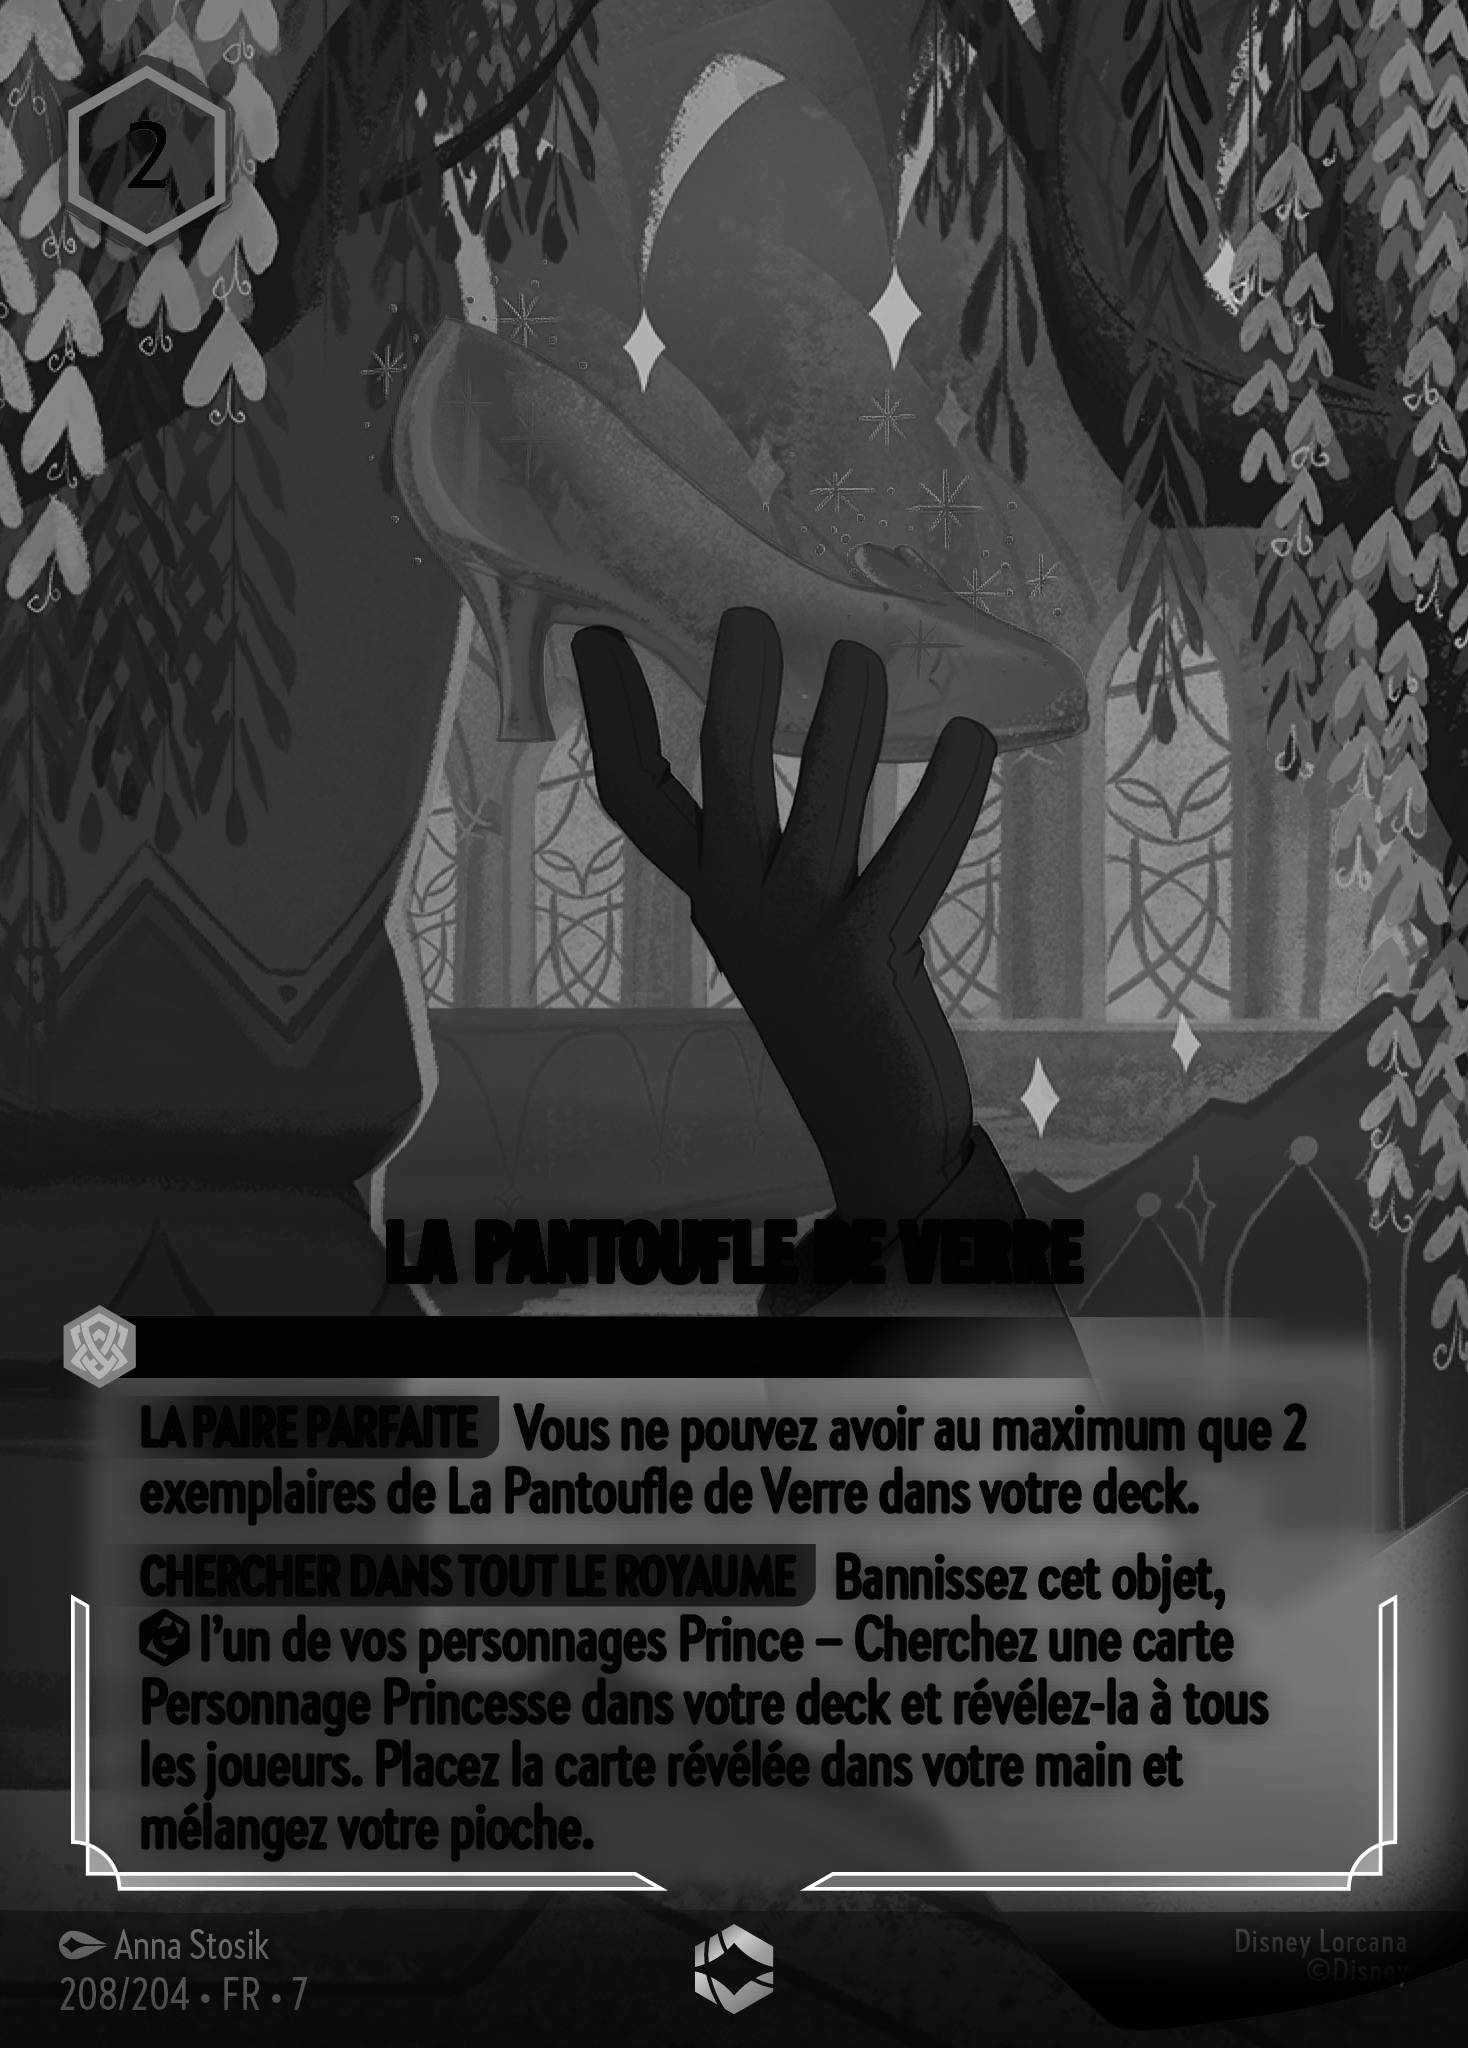 2
LA PANTOUFLE DE VERRE
LA PAIRE PARFAITE Vous ne pouvez avoir au maximum que 2
exemplaires de La Pantoufle de Verre dans votre deck.
CHERCHER DANS TOUT LE ROYAUME Bannissez cet objet,
l’un de vos personnages Prince – Cherchez une carte
Personnage Princesse dans votre deck et révélez-la à tous
les joueurs. Placez la carte révélée dans votre main et
mélangez votre pioche.
Anna Stosik
208/204 • FR • 7
Disney Lorcana
©Disney